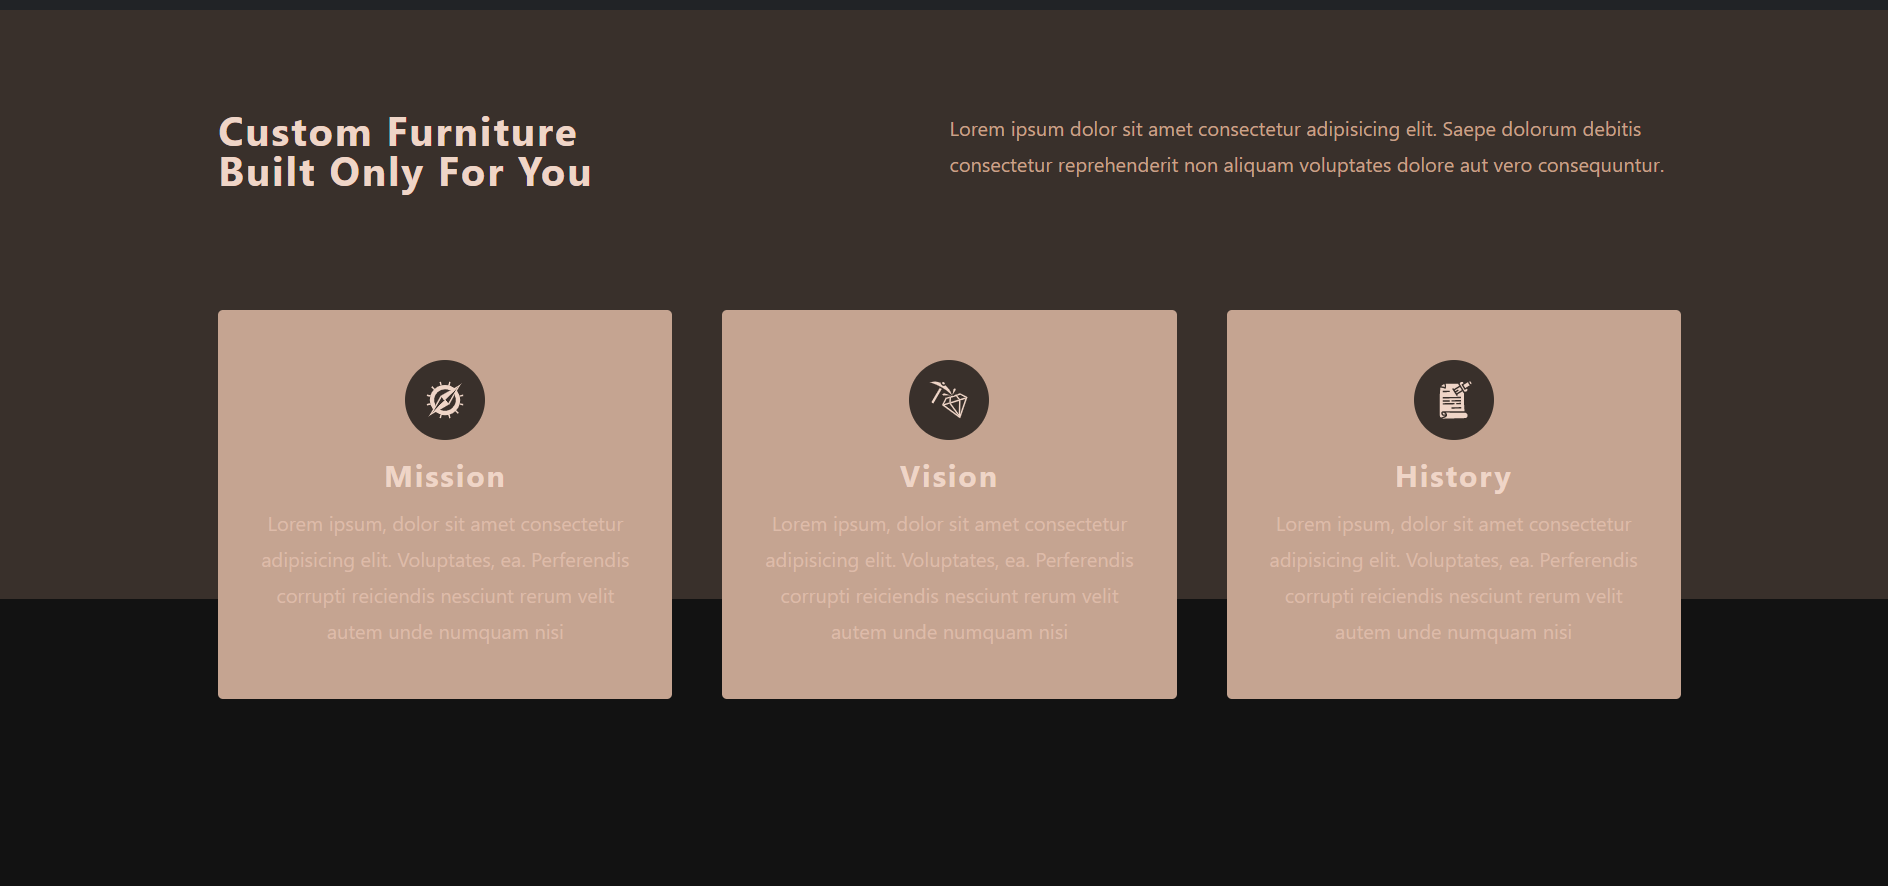 Custom Furniture
Built Only For You
Lorem ipsum dolor sit amet consectetur adipisicing elit. Saepe dolorum debitis
consectetur reprehenderit non aliquam voluptates dolore aut vero consequuntur.
Mission
Lorem ipsum, dolor sit amet consectetur
adipisicing elit. Voluptates, ea. Perferendis
corrupti reiciendis nesciunt rerum velit
autem unde numquam nisi
Vision
Lorem ipsum, dolor sit amet consectetur
adipisicing elit. Voluptates, ea. Perferendis
corrupti reiciendis nesciunt rerum velit
autem unde numquam nisi
History
Lorem ipsum, dolor sit amet consectetur
adipisicing elit. Voluptates, ea. Perferendis
corrupti reiciendis nesciunt rerum velit
autem unde numquam nisi